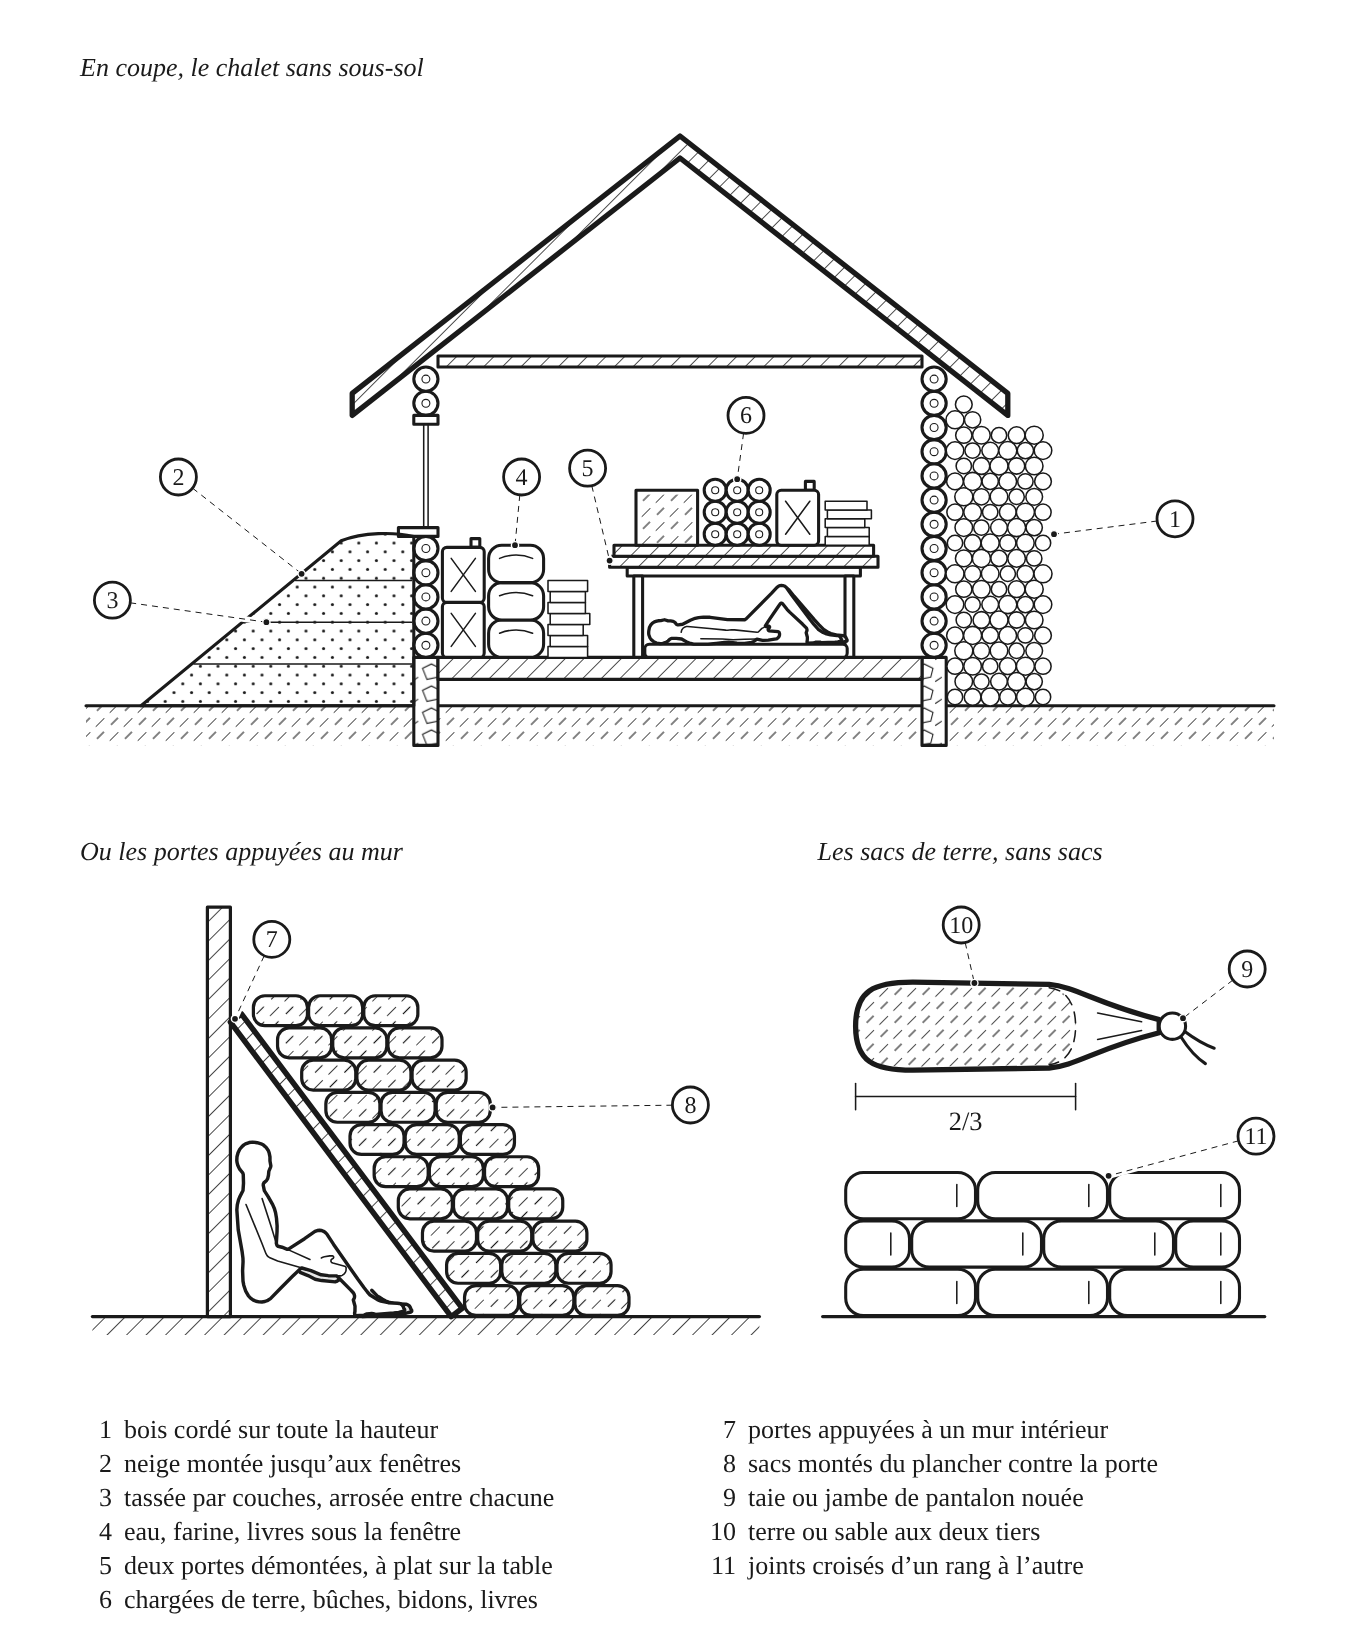 En coupe, le chalet sans sous-sol
6
5
4
2
1
3
Ou les portes appuyées au mur
Les sacs de terre, sans sacs
7
10
9
8
2/3
11
1 bois cordé sur toute la hauteur
2 neige montée jusqu’aux fenêtres
3 tassée par couches, arrosée entre chacune
4 eau, farine, livres sous la fenêtre
5 deux portes démontées, à plat sur la table
6 chargées de terre, bûches, bidons, livres
7 portes appuyées à un mur intérieur
8 sacs montés du plancher contre la porte
9 taie ou jambe de pantalon nouée
10 terre ou sable aux deux tiers
11 joints croisés d’un rang à l’autre